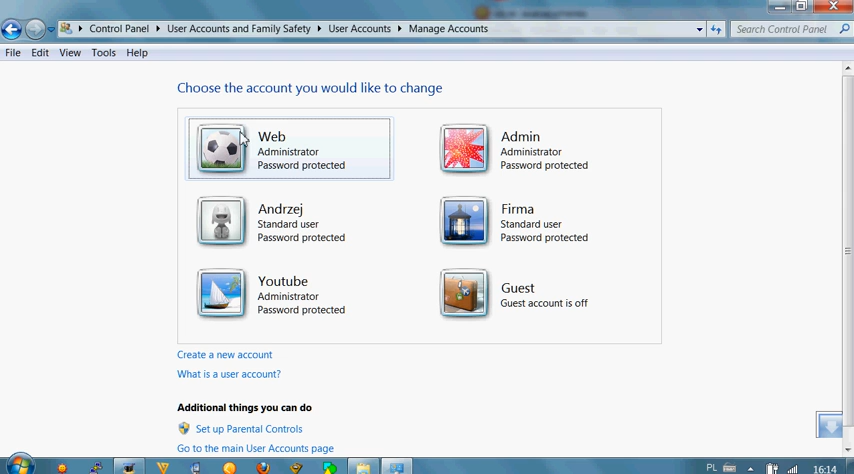 Control Panel User Accounts and Family Safety User Accounts Manage Accounts Search Control Panel
File Edit View Tools Help
Choose the account you would like to change
Web
Administrator
Password protected
Admin
Administrator
Password protected
Andrzej
Standard user
Password protected
Firma
Standard user
Password protected
Youtube
Administrator
Password protected
Guest
Guest account is off
Create a new account
What is a user account?
Additional things you can do
Set up Parental Controls
Go to the main User Accounts page
PL 16:14